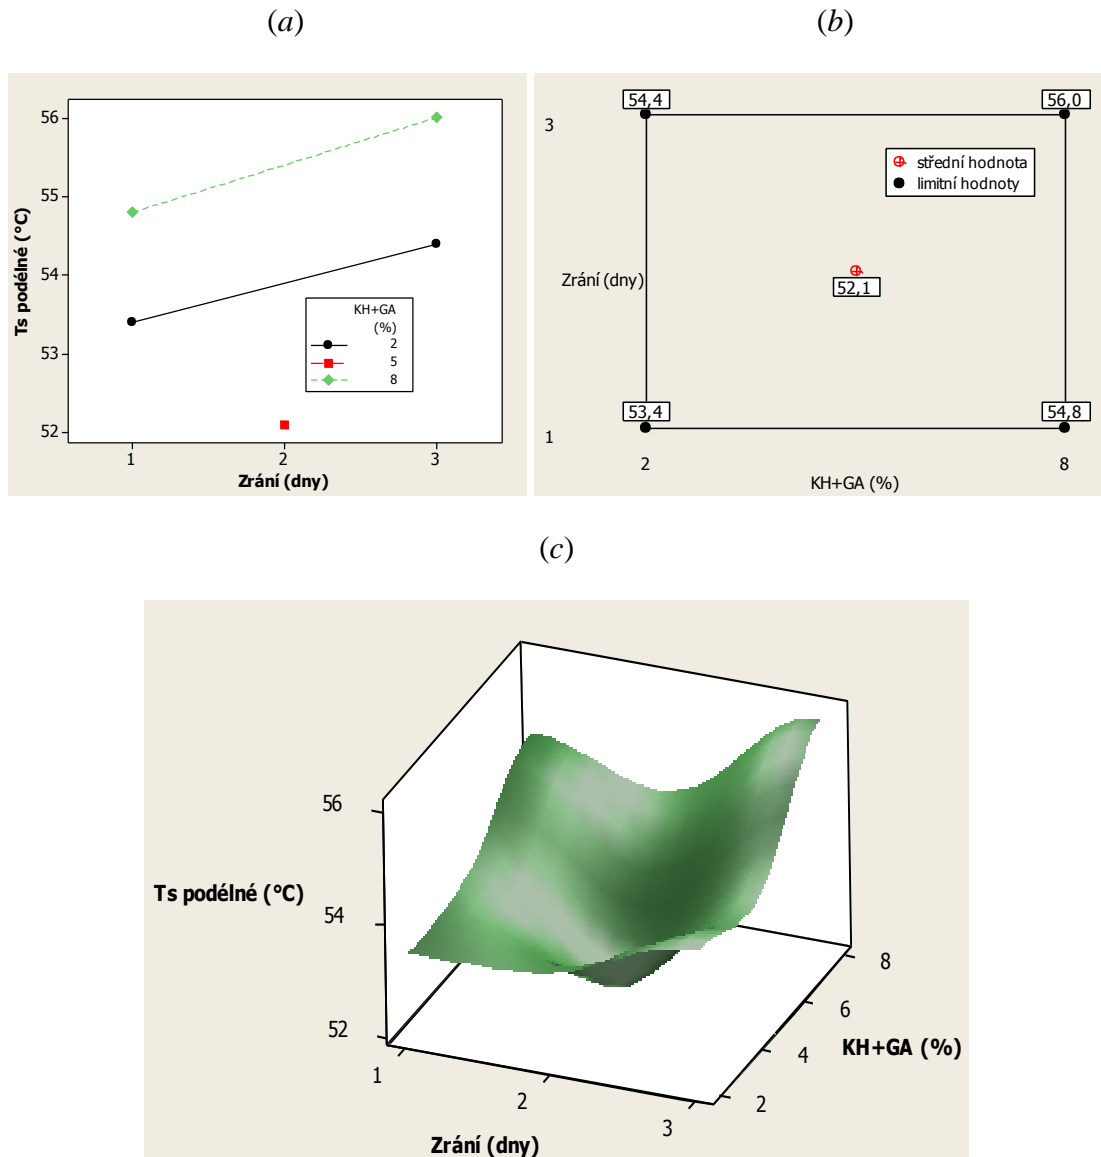 (a)
56
55
54
53
52
Ts podélné (°C)
KH+GA
(%)
2
5
8
1
2
3
Zrání (dny)
(b)
54,4
56,0
3
střední hodnota
limitní hodnoty
Zrání (dny)
52,1
53,4
54,8
1
2
8
KH+GA (%)
(c)
56
54
52
Ts podélné (°C)
1
2
3
Zrání (dny)
8
6
4
2
KH+GA (%)